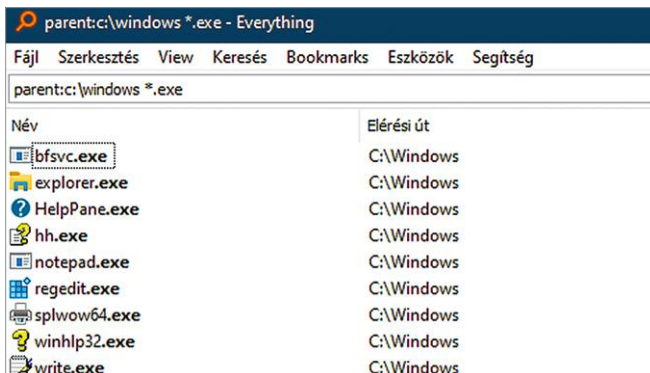 parent:c:\windows *.exe - Everything
Fájl Szerkesztés View Keresés Bookmarks Eszközök Segítség
parent:c:\windows *.exe
Név Elérési út
bfsvc.exe C:\Windows
explorer.exe C:\Windows
HelpPane.exe C:\Windows
hh.exe C:\Windows
notepad.exe C:\Windows
regedit.exe C:\Windows
splwow64.exe C:\Windows
winhlp32.exe C:\Windows
write.exe C:\Windows